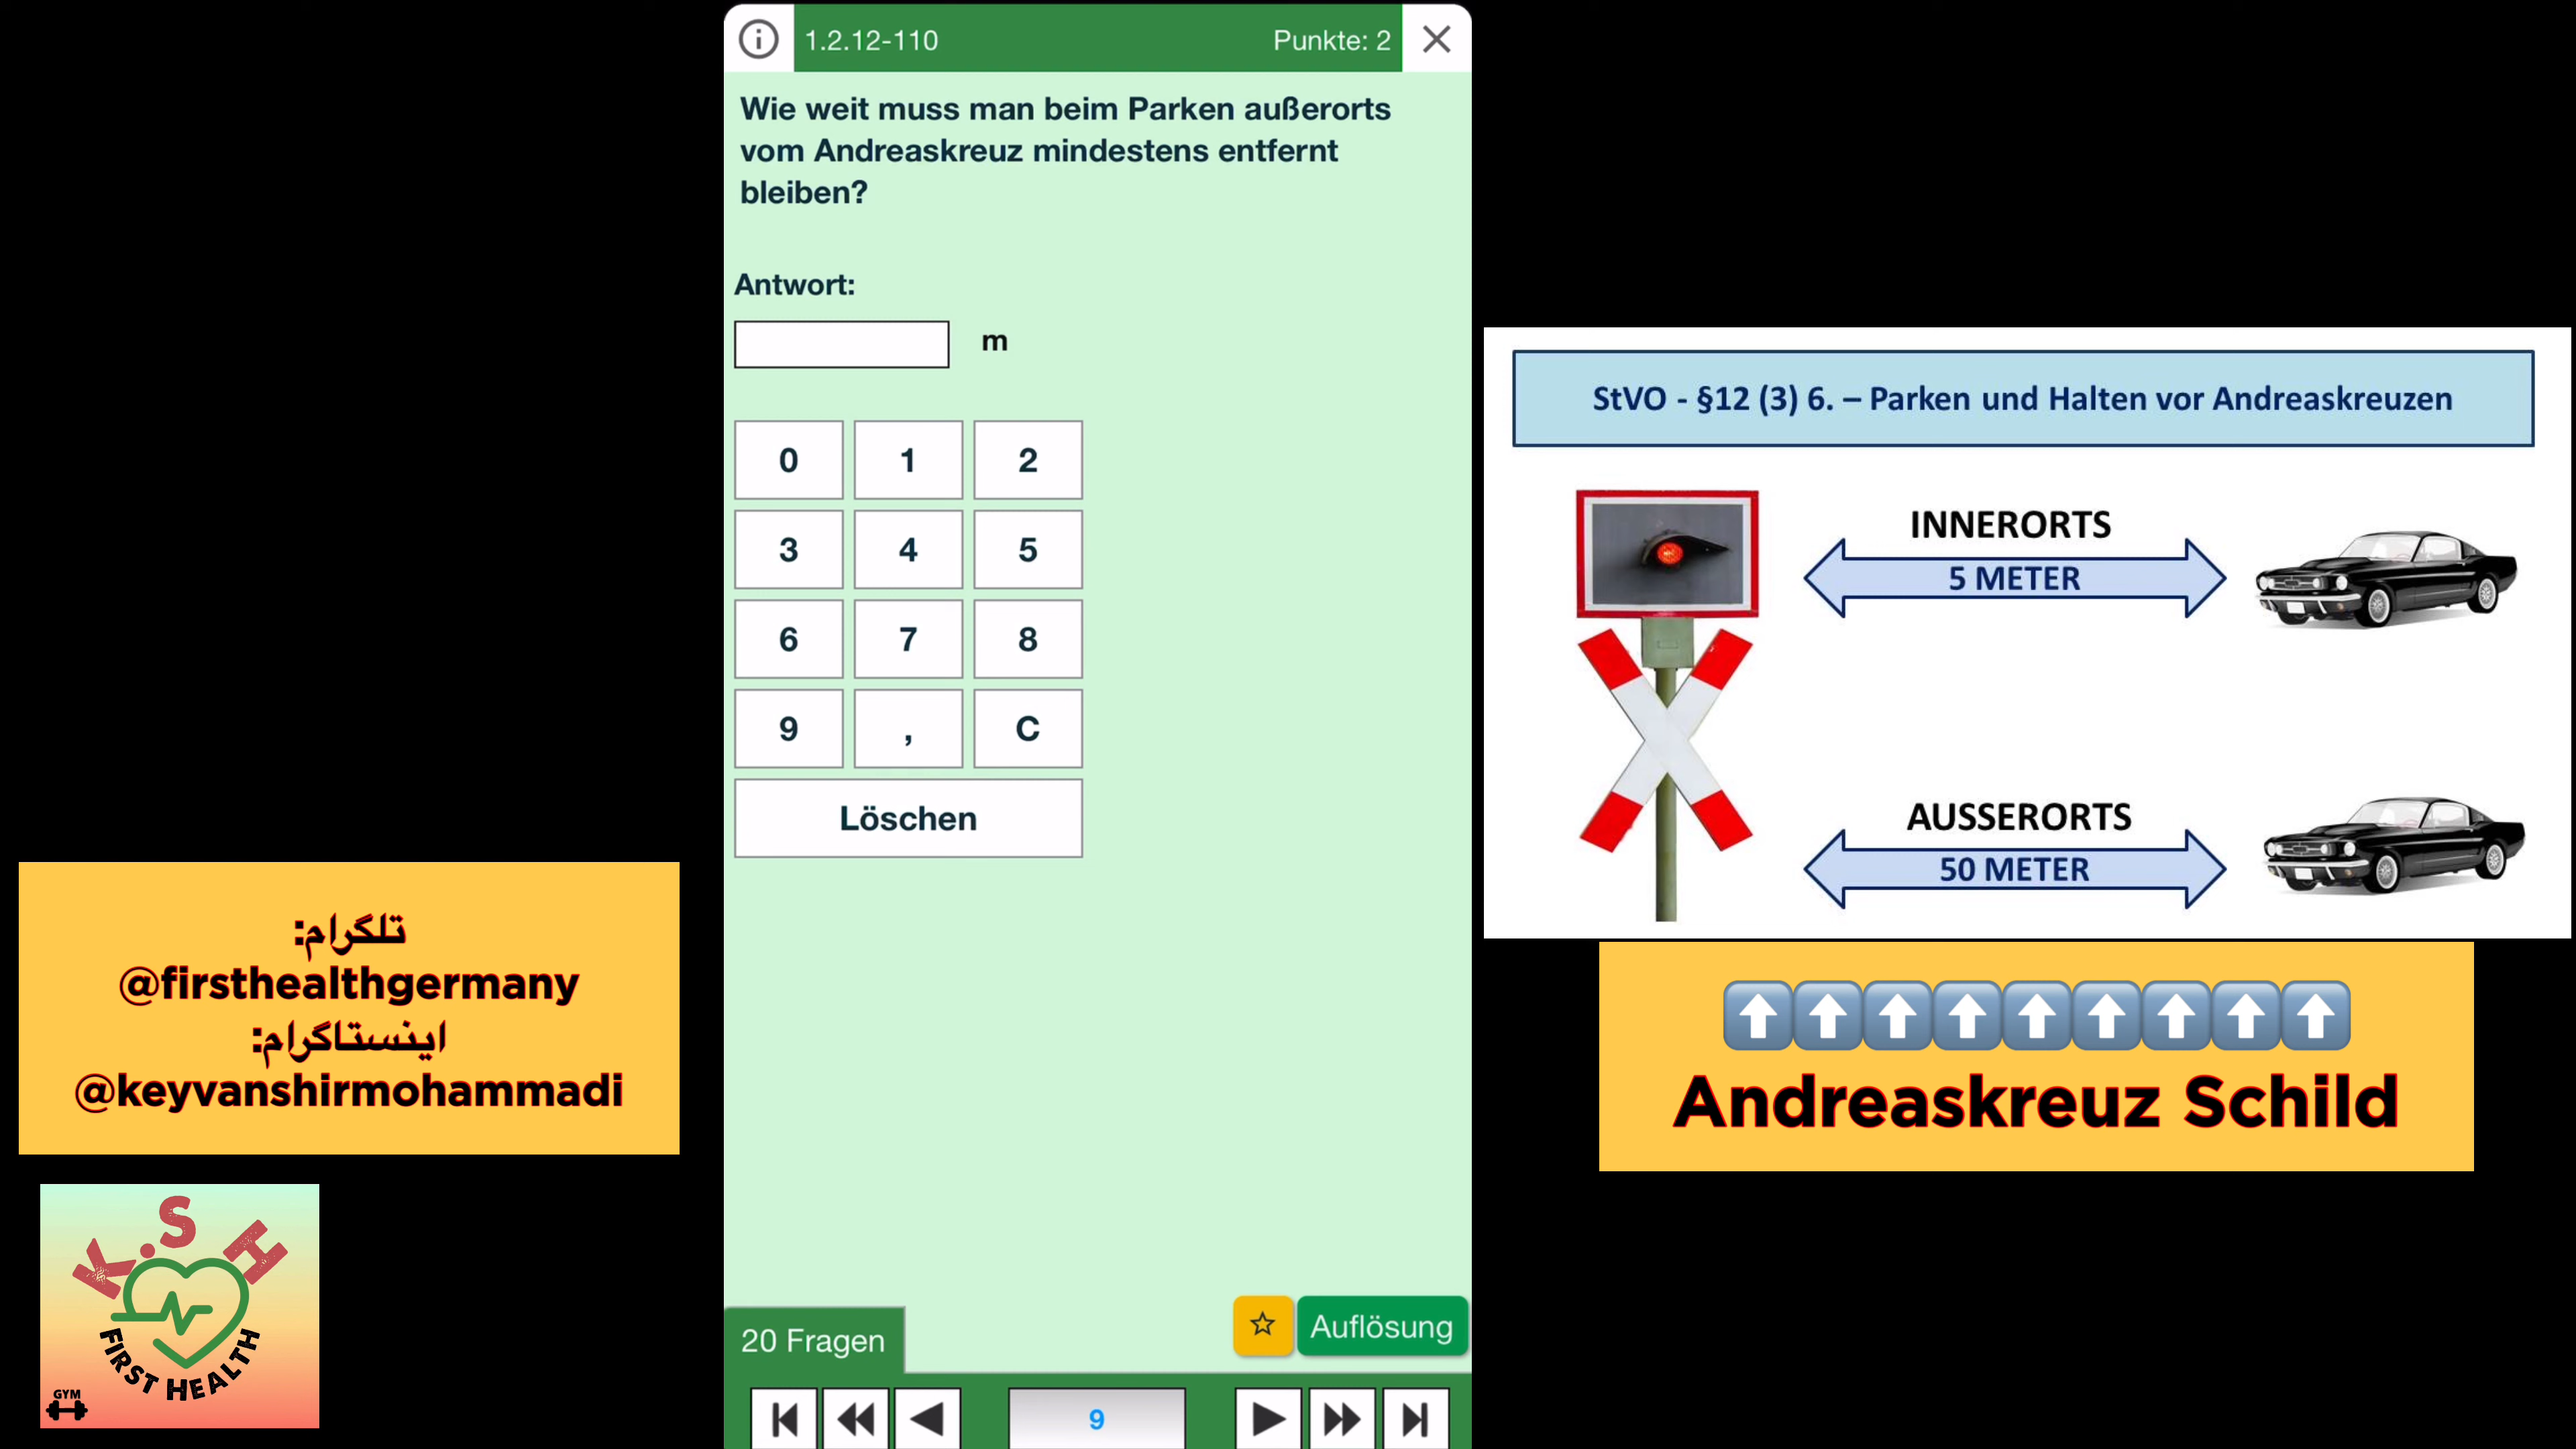 1.2.12-110
Punkte: 2
Wie weit muss man beim Parken außerorts
vom Andreaskreuz mindestens entfernt
bleiben?
Antwort:
m
0 1 2
3 4 5
6 7 8
9 , C
Löschen
20 Fragen
Auflösung
9
StVO - §12 (3) 6. – Parken und Halten vor Andreaskreuzen
INNERORTS
5 METER
AUSSERORTS
50 METER
⬆⬆⬆⬆⬆⬆⬆⬆⬆
Andreaskreuz Schild
تلگرام:
@firsthealthgermany
اینستاگرام:
@keyvanshirmohammadi
K.SH
FIRST HEALTH
GYM